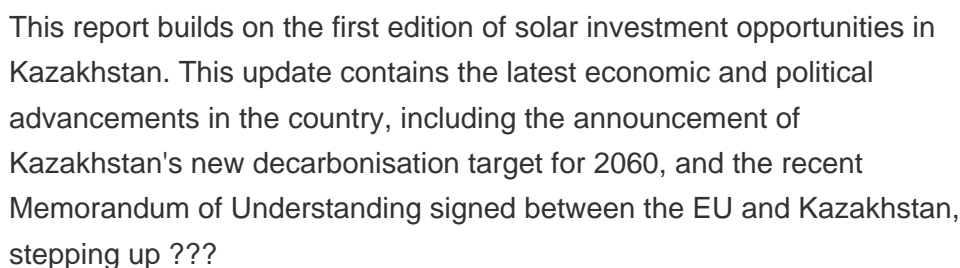 This report builds on the first edition of solar investment opportunities in
Kazakhstan. This update contains the latest economic and political
advancements in the country, including the announcement of
Kazakhstan's new decarbonisation target for 2060, and the recent
Memorandum of Understanding signed between the EU and Kazakhstan,
stepping up ???